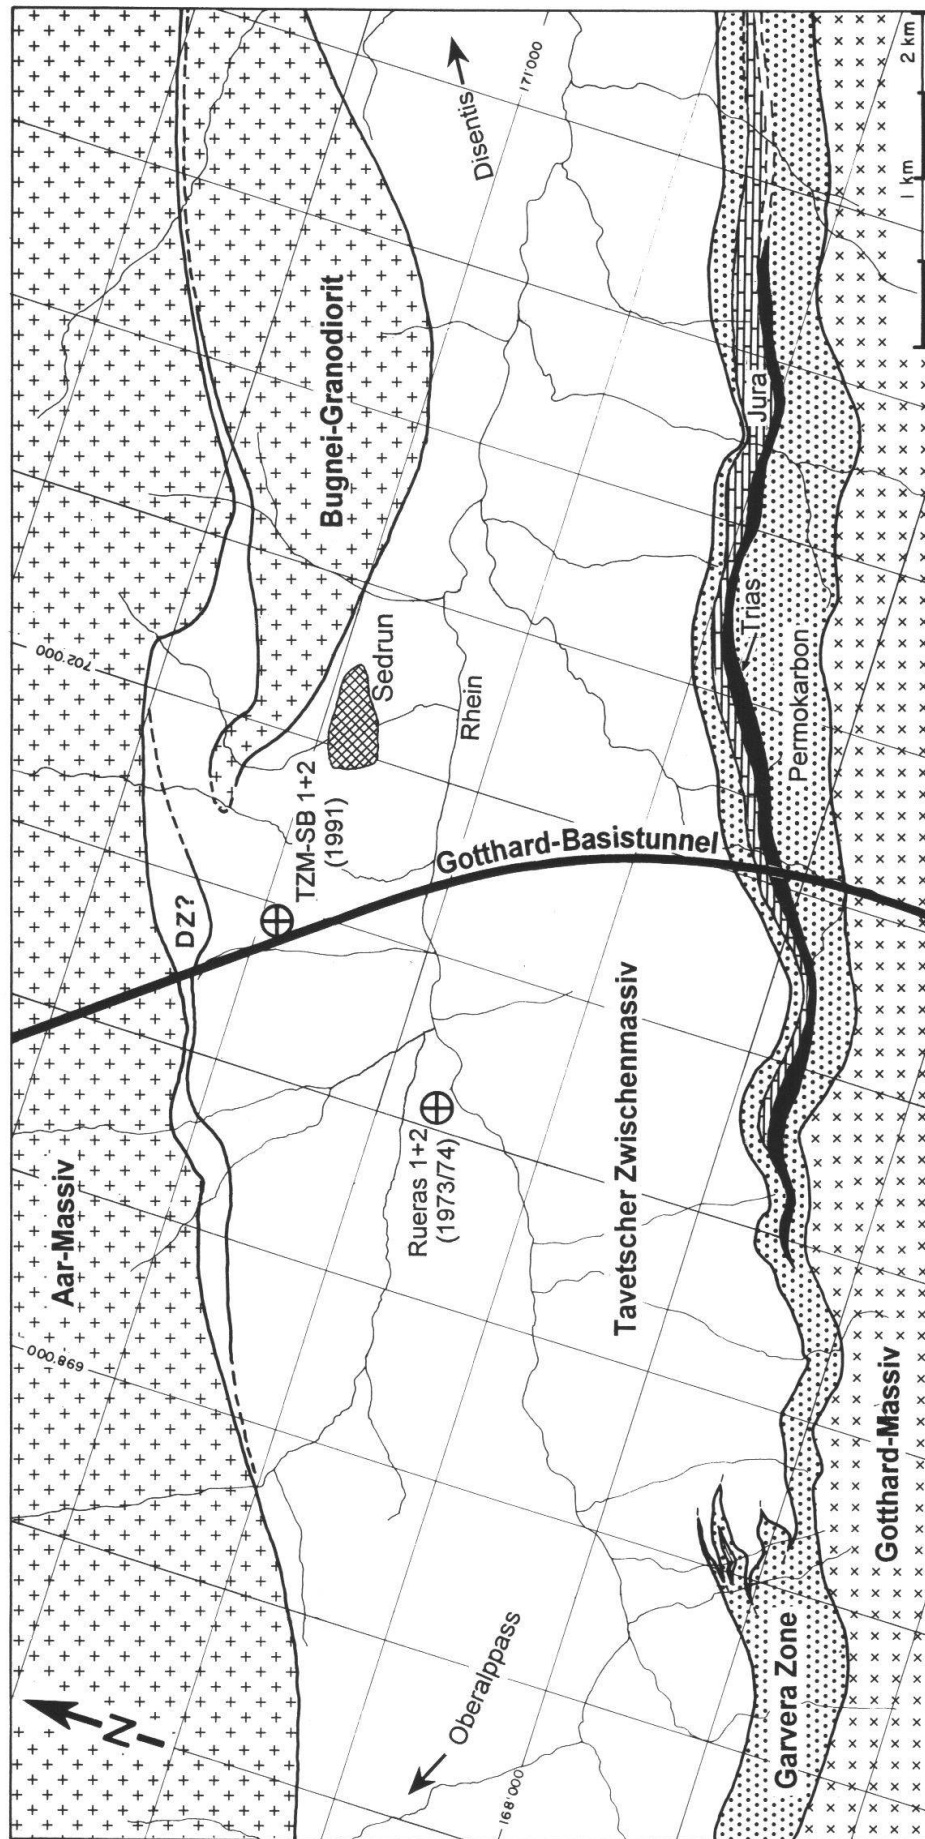 Aar-Massiv
698'000
702'000
DZ?
Bugnei-Granodiorit
TZM-SB 1+2
(1991)
Sedrun
Rhein
Disentis
171'000
Rueras 1+2
(1973/74)
Gotthard-Basistunnel
Tavetscher Zwischenmassiv
Oberalppass
168'000
N
Garvera Zone
Gotthard-Massiv
Permokarbon
Trias
Jura
1 km
2 km